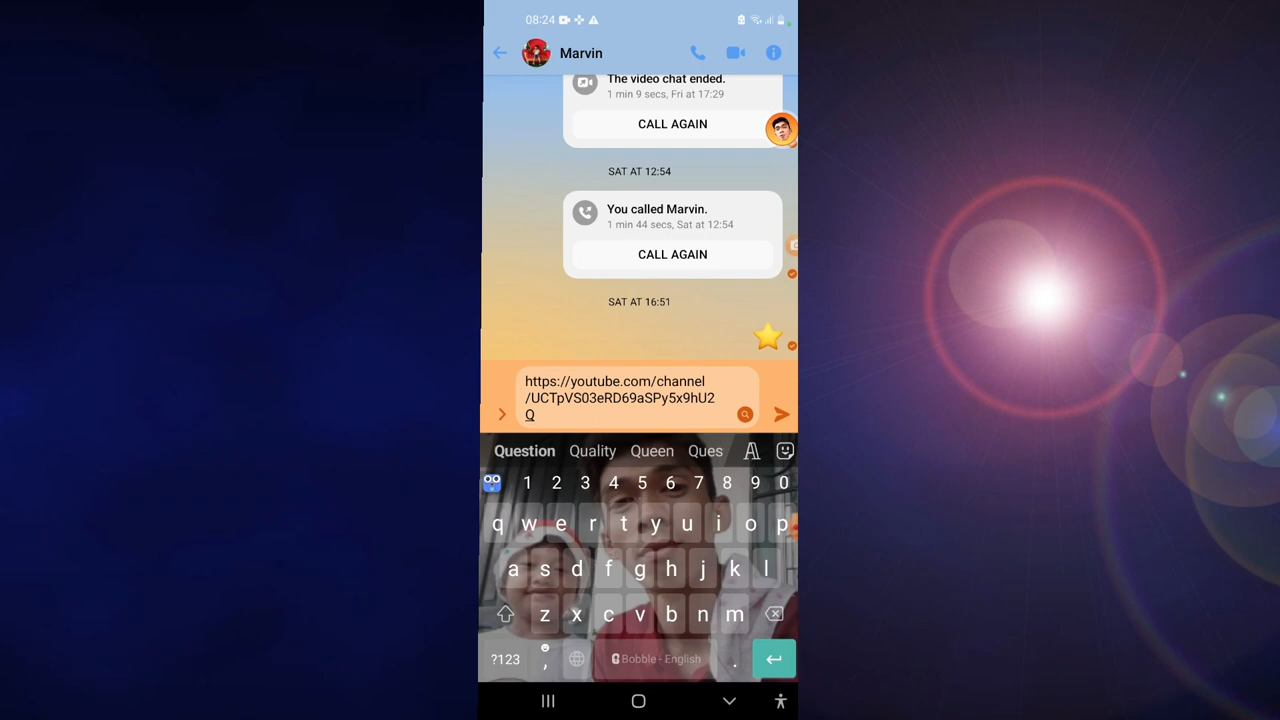 08:24
Marvin
The video chat ended.
1 min 9 secs, Fri at 17:29
CALL AGAIN
SAT AT 12:54
You called Marvin.
1 min 44 secs, Sat at 12:54
CALL AGAIN
SAT AT 16:51
https://youtube.com/channel
/UCTpVS03eRD69aSPy5x9hU2
Q
Question Quality Queen Ques
1 2 3 4 5 6 7 8 9 0
q w e r t y u i o p
a s d f g h j k l
z x c v b n m
?123 , Bobble - English .